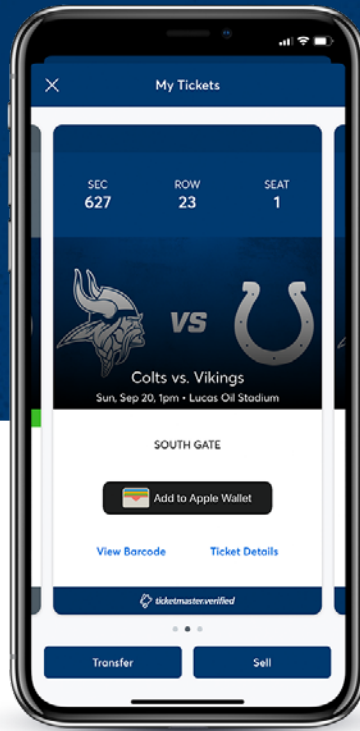 My Tickets
SEC ROW SEAT
627 23 1
VS
Colts vs. Vikings
Sun, Sep 20, 1pm • Lucas Oil Stadium
SOUTH GATE
Add to Apple Wallet
View Barcode Ticket Details
ticketmaster.verified
Transfer Sell